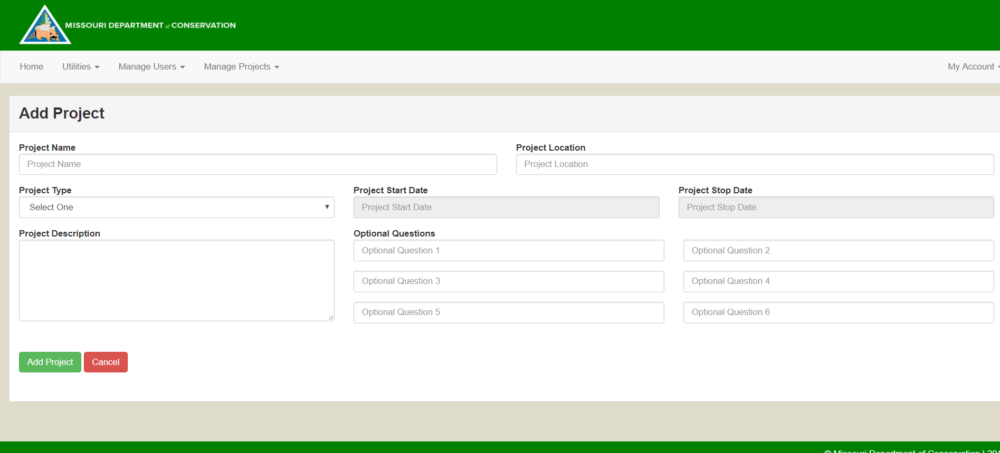 MISSOURI DEPARTMENT of CONSERVATION
Home Utilities Manage Users Manage Projects My Account
Add Project
Project Name Project Location
Project Name Project Location
Project Type Project Start Date Project Stop Date
Select One Project Start Date Project Stop Date
Project Description Optional Questions
Optional Question 1 Optional Question 2
Optional Question 3 Optional Question 4
Optional Question 5 Optional Question 6
Add Project Cancel
© Missouri Department of Conservation |